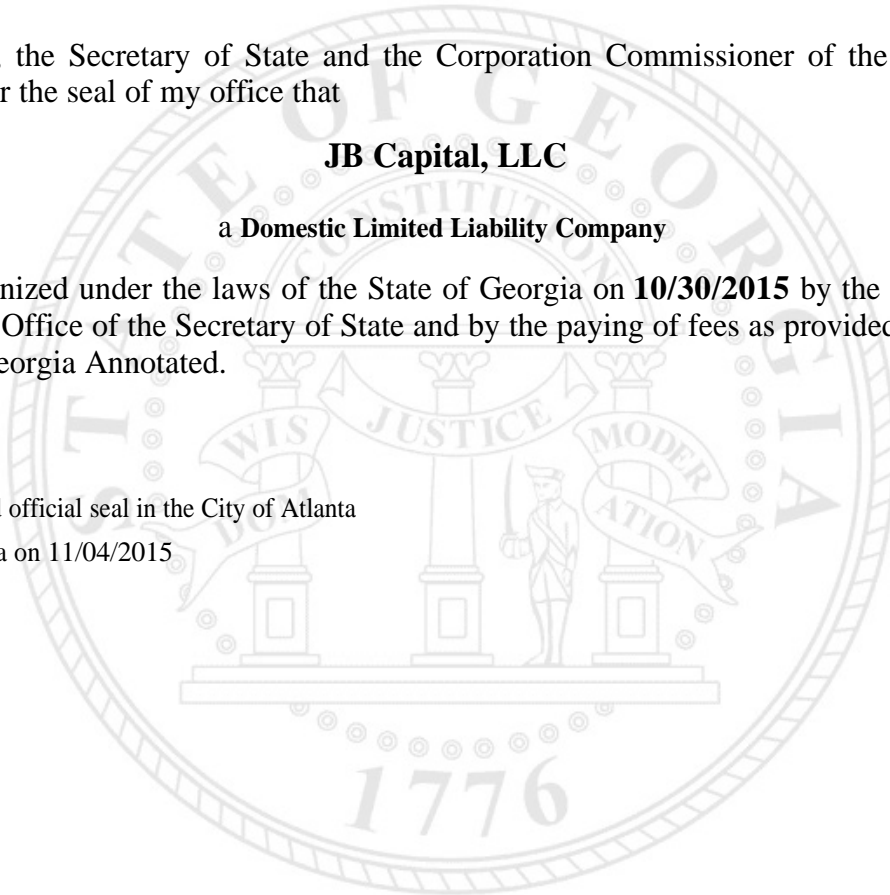 , the Secretary of State and the Corporation Commissioner of the
r the seal of my office that
JB Capital, LLC
a Domestic Limited Liability Company
nized under the laws of the State of Georgia on 10/30/2015 by the
Office of the Secretary of State and by the paying of fees as provided
eorgia Annotated.
l official seal in the City of Atlanta
a on 11/04/2015
STATE OF GEORGIA
CONSTITUTION
WISDOM JUSTICE MODERATION
1776